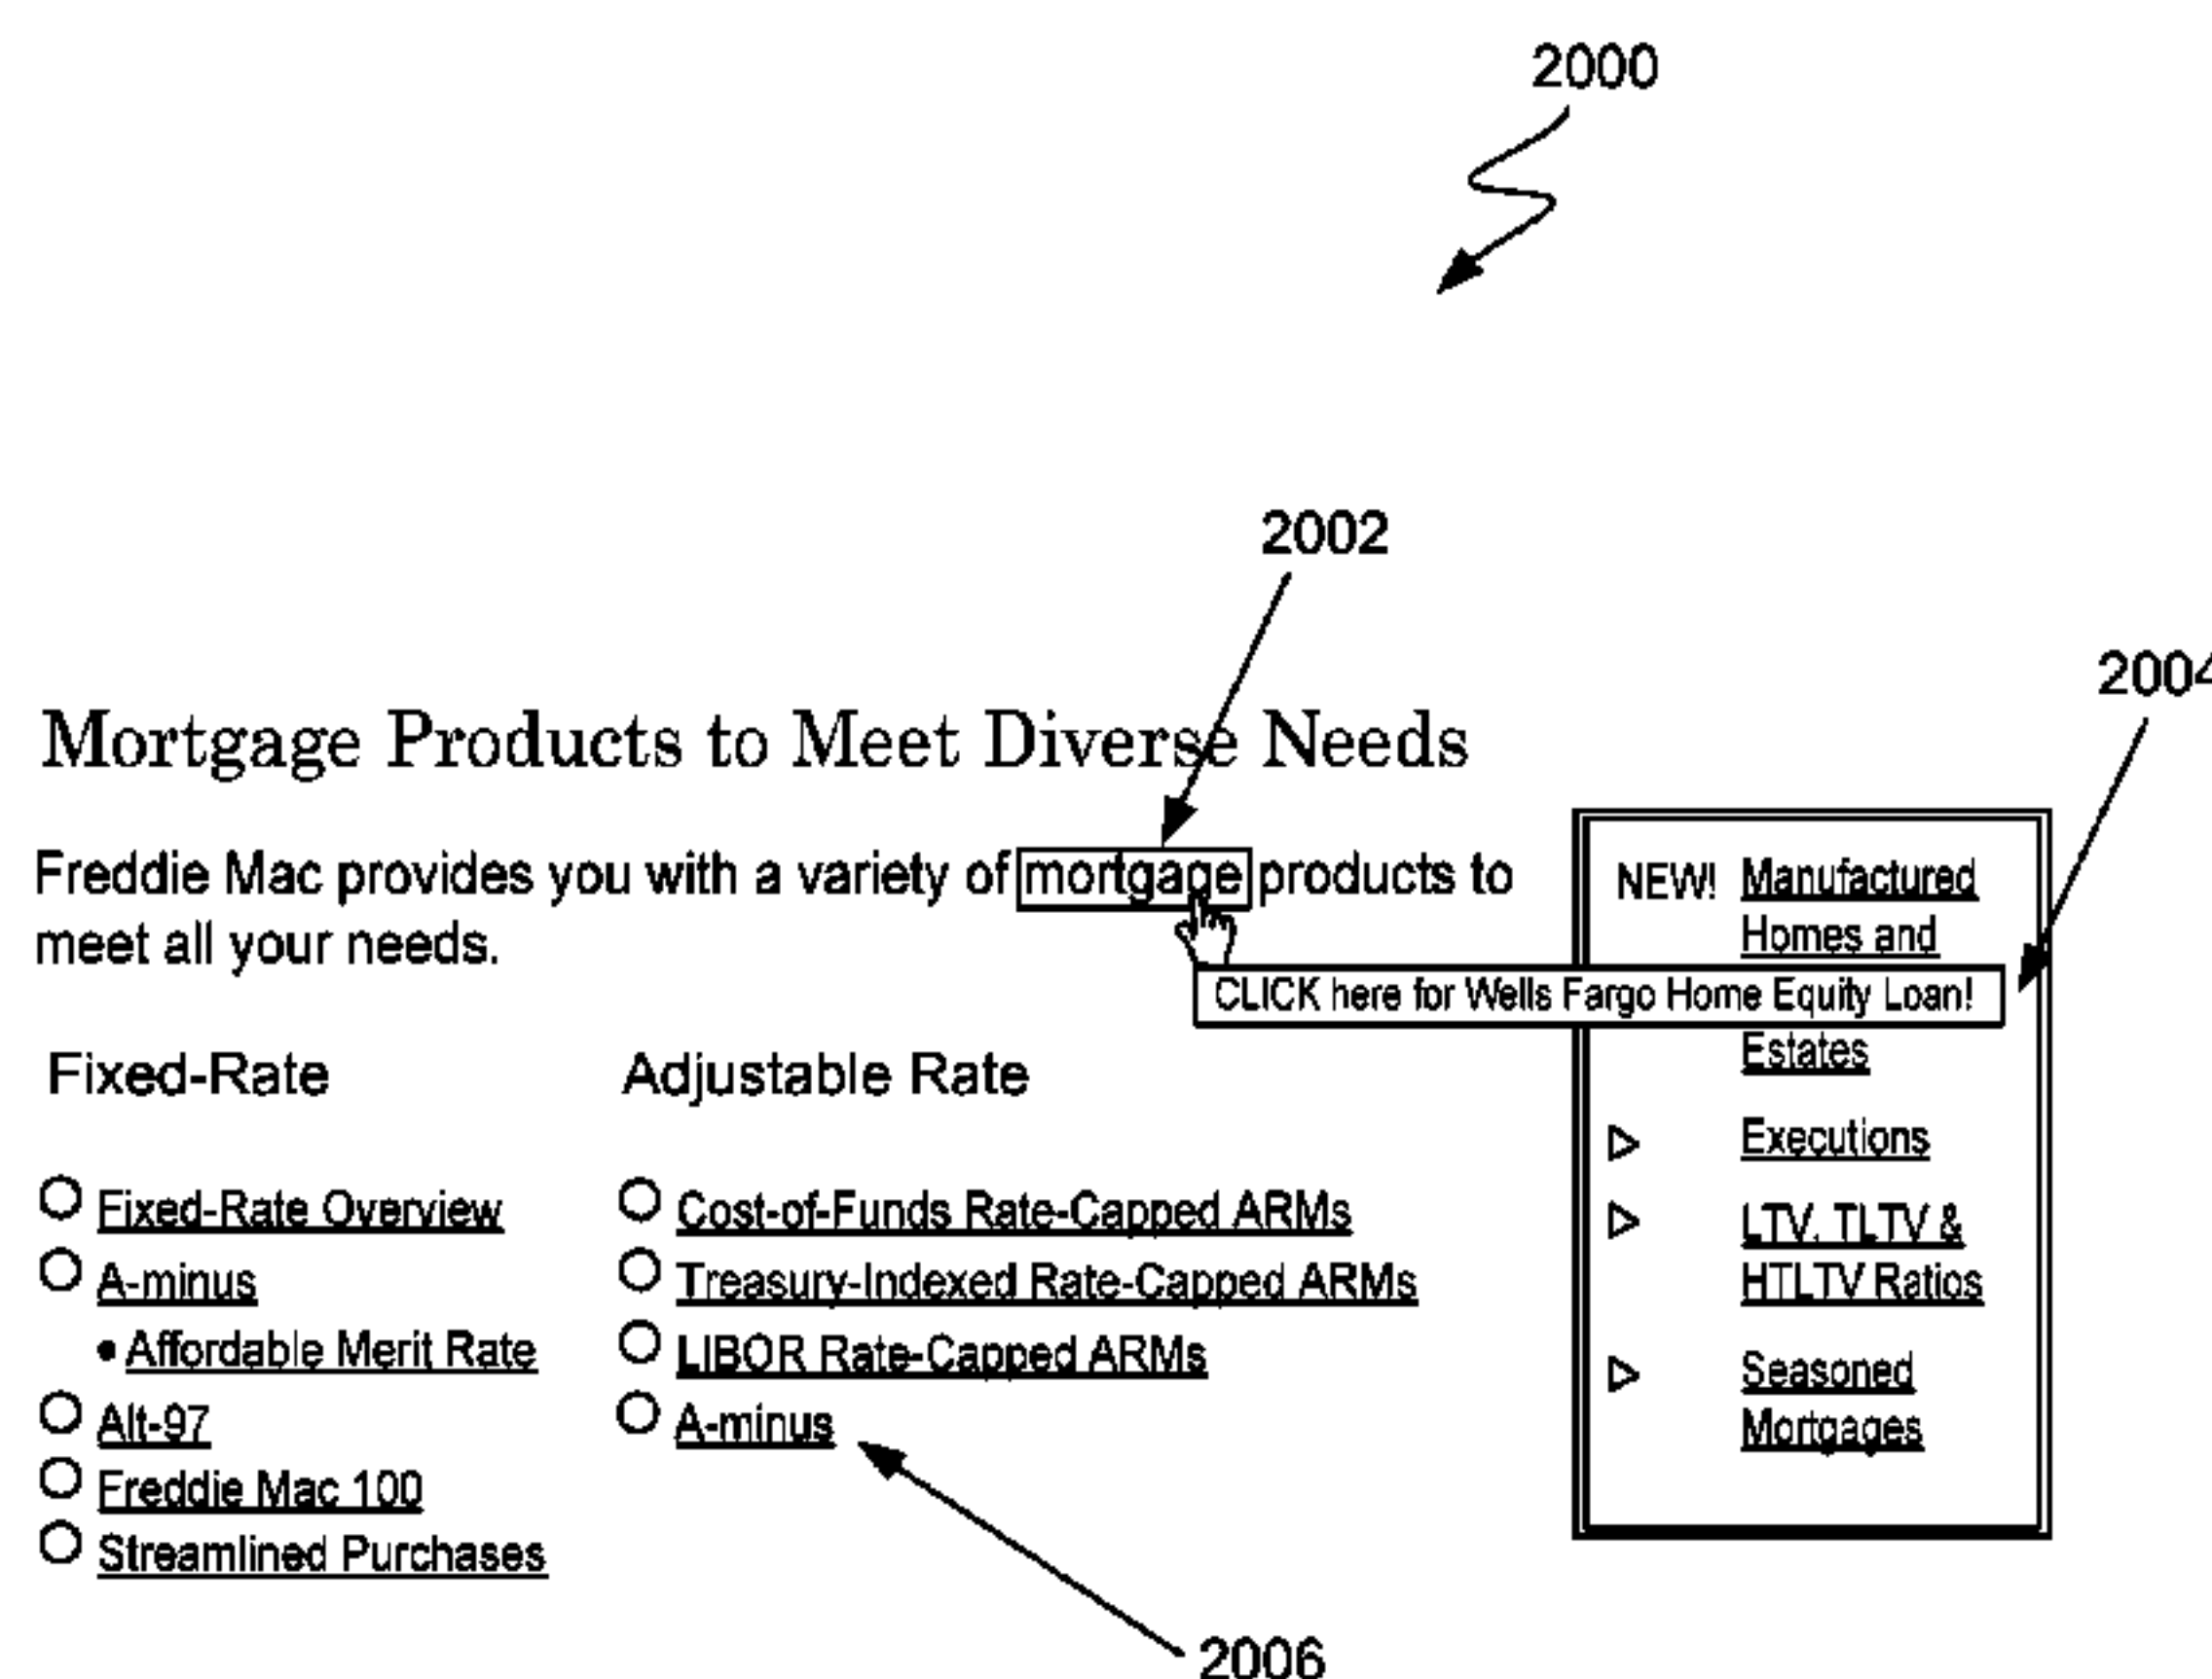 2000
2002
2004
Mortgage Products to Meet Diverse Needs
Freddie Mac provides you with a variety of mortgage products to
meet all your needs.
CLICK here for Wells Fargo Home Equity Loan!
Fixed-Rate
Fixed-Rate Overview
A-minus
• Affordable Merit Rate
Alt-97
Freddie Mac 100
Streamlined Purchases
Adjustable Rate
Cost-of-Funds Rate-Capped ARMs
Treasury-Indexed Rate-Capped ARMs
LIBOR Rate-Capped ARMs
A-minus
NEW! Manufactured
Homes and
Estates
Executions
LTV, TLTV &
HTLTV Ratios
Seasoned
Mortgages
2006